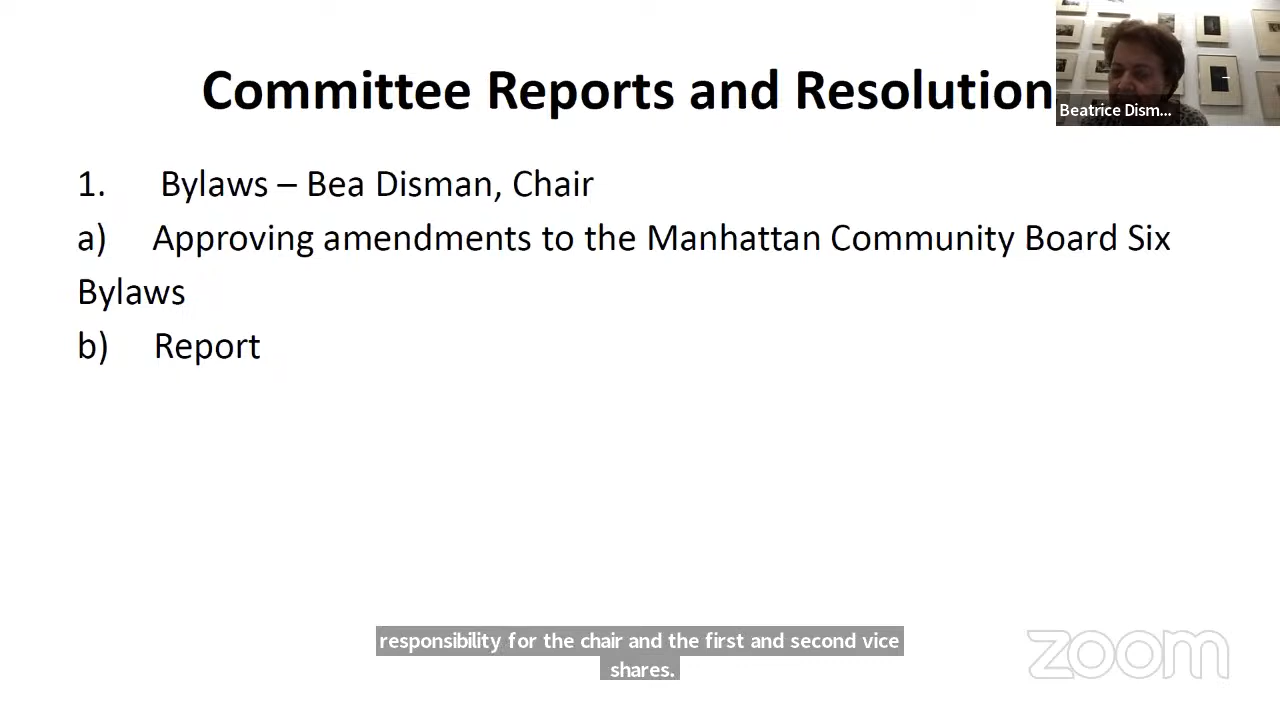 Committee Reports and Resolution
Beatrice Dism...
1. Bylaws – Bea Disman, Chair
a) Approving amendments to the Manhattan Community Board Six
Bylaws
b) Report
responsibility for the chair and the first and second vice
shares.
zoom